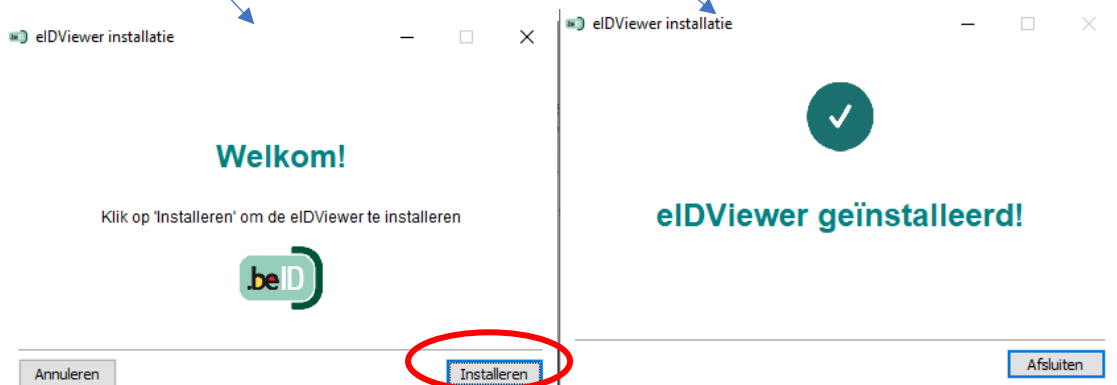 eIDViewer installatie
Welkom!
Klik op 'Installeren' om de eIDViewer te installeren
.beID
Annuleren
Installeren
eIDViewer installatie
eIDViewer geïnstalleerd!
Afsluiten